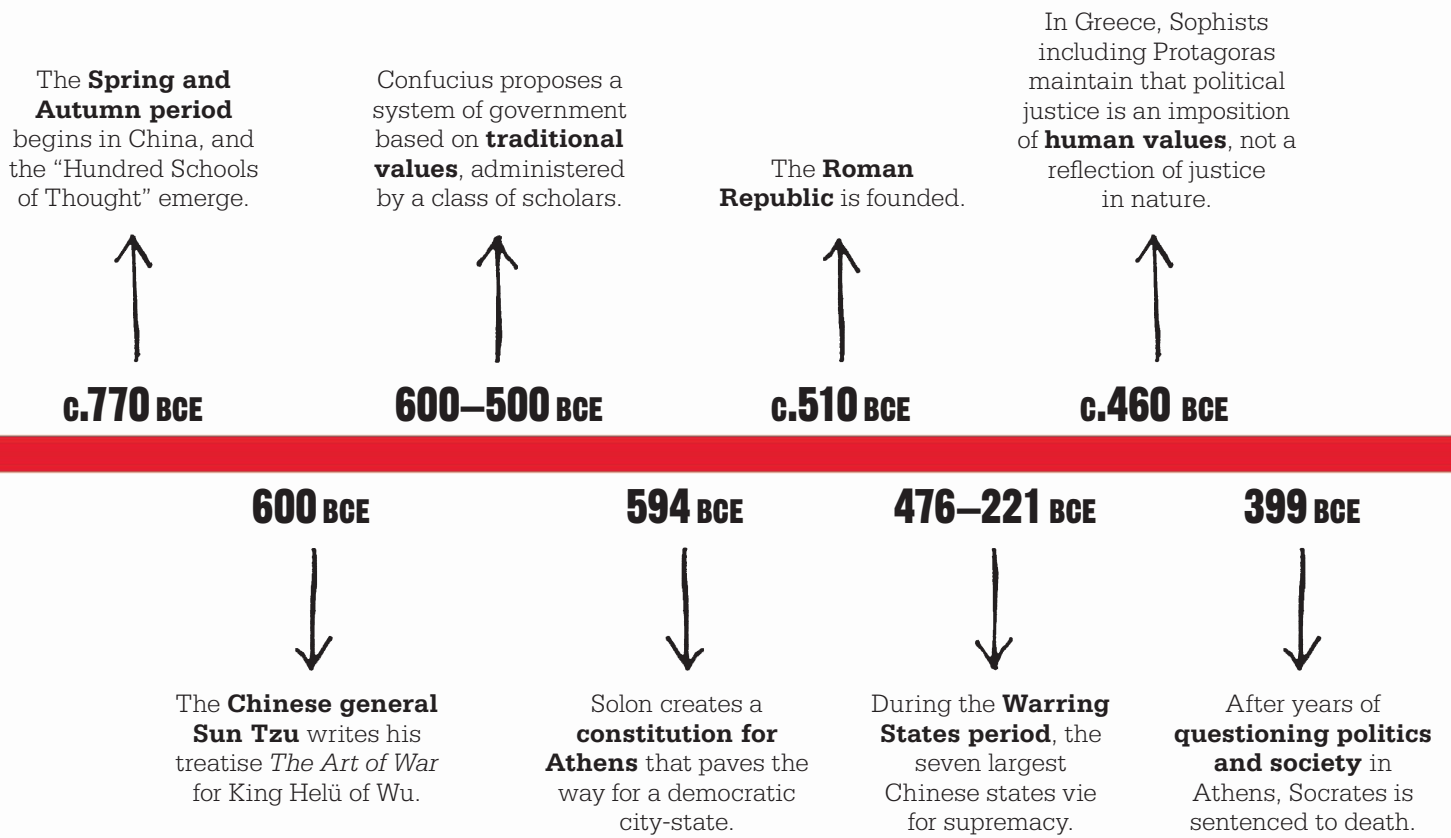 The Spring and
Autumn period
begins in China, and
the “Hundred Schools
of Thought” emerge.
Confucius proposes a
system of government
based on traditional
values, administered
by a class of scholars.
The Roman
Republic is founded.
In Greece, Sophists
including Protagoras
maintain that political
justice is an imposition
of human values, not a
reflection of justice
in nature.
c.770 BCE
600–500 BCE
c.510 BCE
c.460 BCE
600 BCE
594 BCE
476–221 BCE
399 BCE
The Chinese general
Sun Tzu writes his
treatise The Art of War
for King Helü of Wu.
Solon creates a
constitution for
Athens that paves the
way for a democratic
city-state.
During the Warring
States period, the
seven largest
Chinese states vie
for supremacy.
After years of
questioning politics
and society in
Athens, Socrates is
sentenced to death.